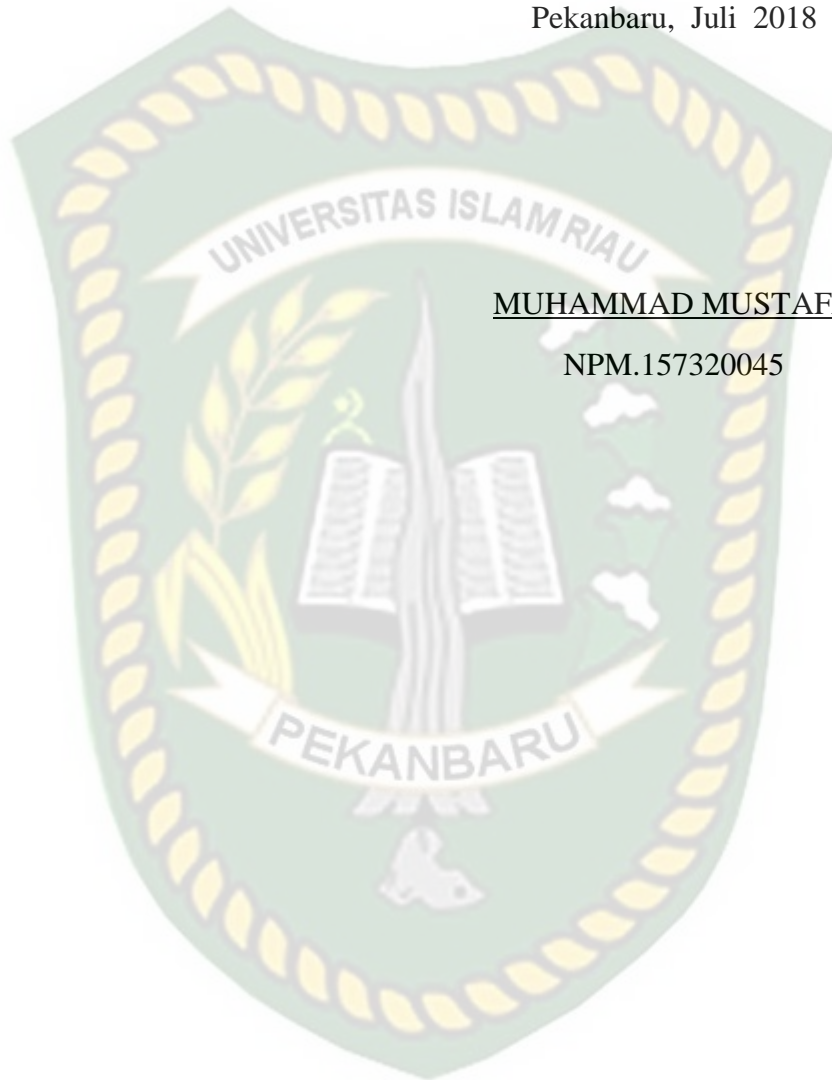 Pekanbaru, Juli 2018
UNIVERSITAS ISLAM RIAU
MUHAMMAD MUSTAF
NPM.157320045
PEKANBARU